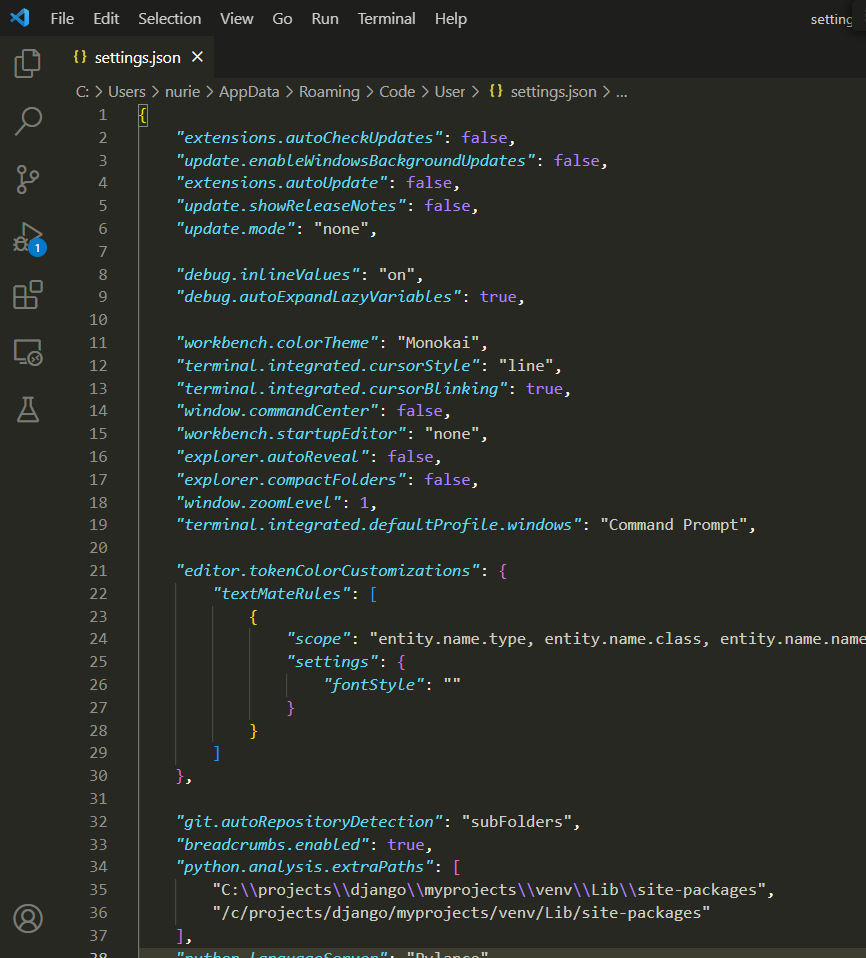 File Edit Selection View Go Run Terminal Help
{} settings.json ×
C: > Users > nurie > AppData > Roaming > Code > User > {} settings.json > ...
1 {
2 "extensions.autoCheckUpdates": false,
3 "update.enableWindowsBackgroundUpdates": false,
4 "extensions.autoUpdate": false,
5 "update.showReleaseNotes": false,
6 "update.mode": "none",
7
8 "debug.inlineValues": "on",
9 "debug.autoExpandLazyVariables": true,
10
11 "workbench.colorTheme": "Monokai",
12 "terminal.integrated.cursorStyle": "line",
13 "terminal.integrated.cursorBlinking": true,
14 "window.commandCenter": false,
15 "workbench.startupEditor": "none",
16 "explorer.autoReveal": false,
17 "explorer.compactFolders": false,
18 "window.zoomLevel": 1,
19 "terminal.integrated.defaultProfile.windows": "Command Prompt",
20
21 "editor.tokenColorCustomizations": {
22 "textMateRules": [
23 {
24 "scope": "entity.name.type, entity.name.class, entity.name.name
25 "settings": {
26 "fontStyle": ""
27 }
28 }
29 ]
30 },
31
32 "git.autoRepositoryDetection": "subFolders",
33 "breadcrumbs.enabled": true,
34 "python.analysis.extraPaths": [
35 "C:\\projects\\django\\myprojects\\venv\\Lib\\site-packages",
36 "/c/projects/django/myprojects/venv/Lib/site-packages"
37 ],
38 "python.languageServer": "Pylance"
1